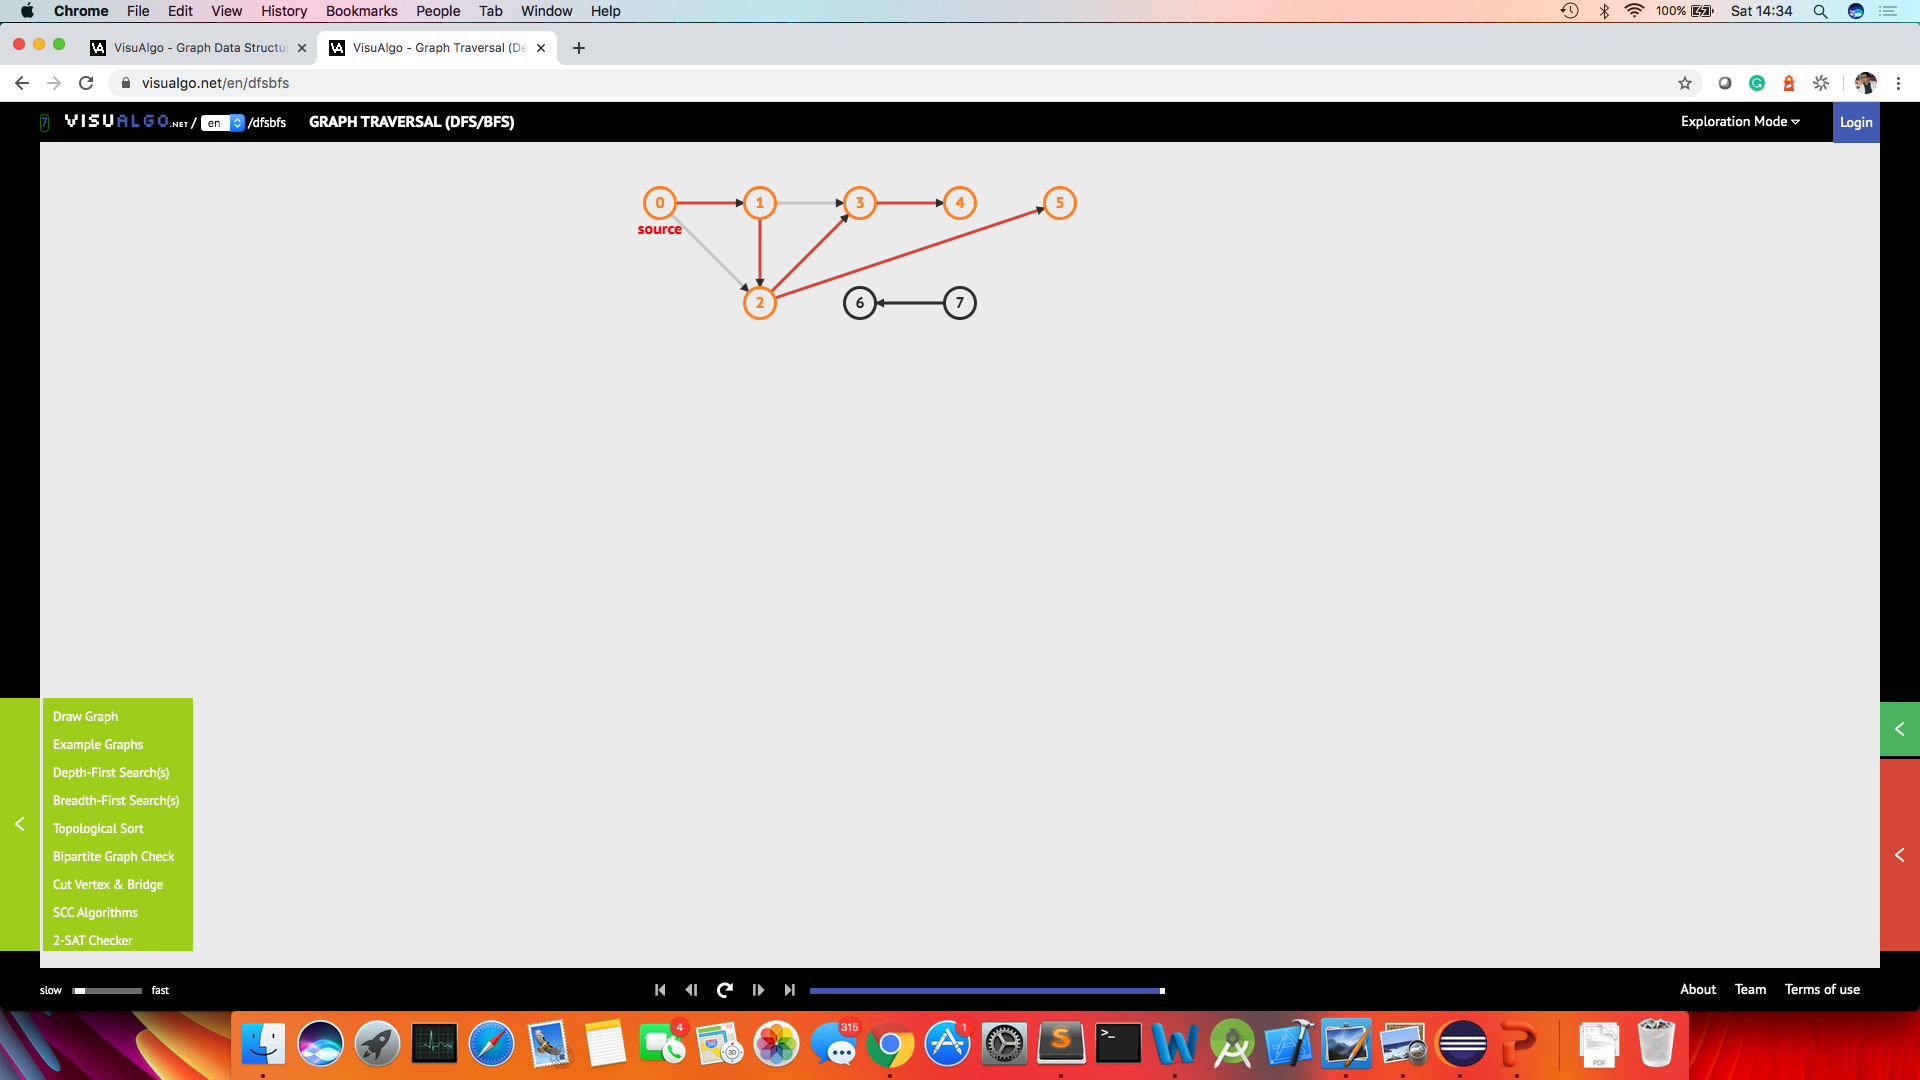 Chrome File Edit View History Bookmarks People Tab Window Help 100% Sat 14:34
VisuAlgo - Graph Data Structu VisuAlgo - Graph Traversal (De
visualgo.net/en/dfsbfs
7 VISUALGO.NET / en /dfsbfs GRAPH TRAVERSAL (DFS/BFS) Exploration Mode Login
0 1 3 4 5
source
2 6 7
Draw Graph
Example Graphs
Depth-First Search(s)
Breadth-First Search(s)
Topological Sort
Bipartite Graph Check
Cut Vertex & Bridge
SCC Algorithms
2-SAT Checker
slow fast About Team Terms of use
4 315 1
3D
PDF